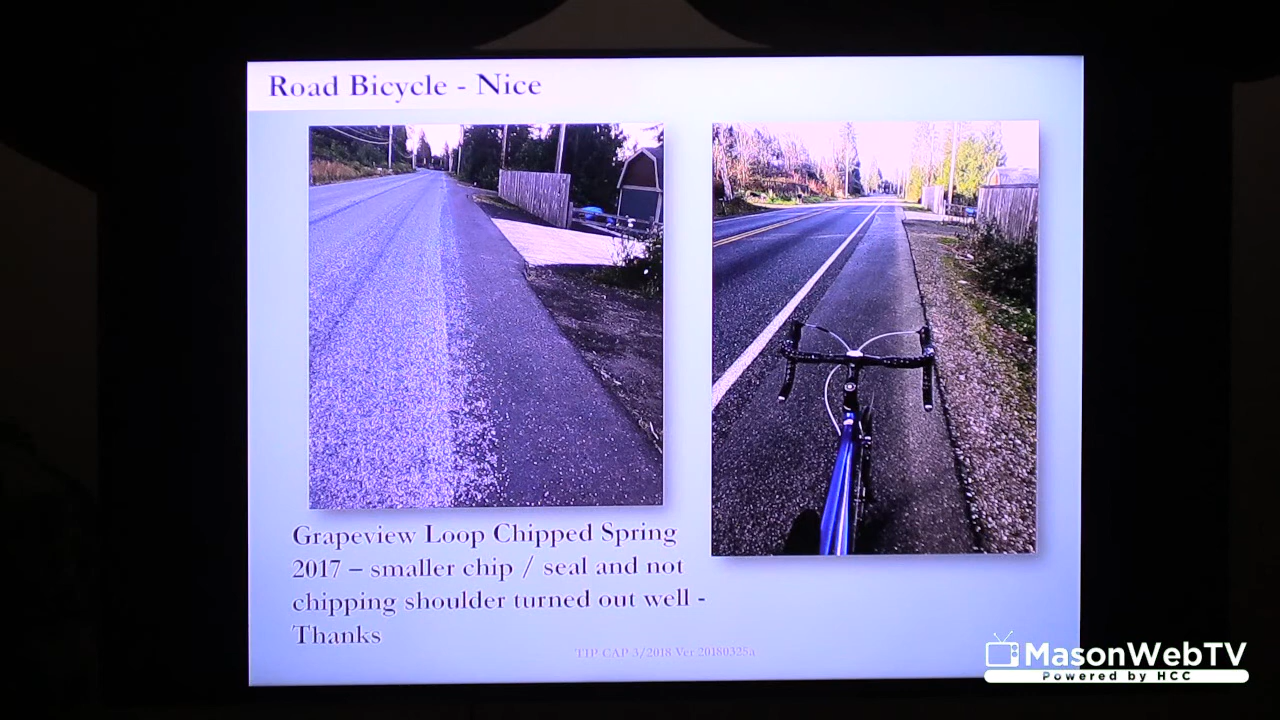 Road Bicycle - Nice
Grapeview Loop Chipped Spring
2017 – smaller chip / seal and not
chipping shoulder turned out well -
Thanks
TIP CAP 3/2018 Ver 20180325a
MasonWebTV
Powered by HCC